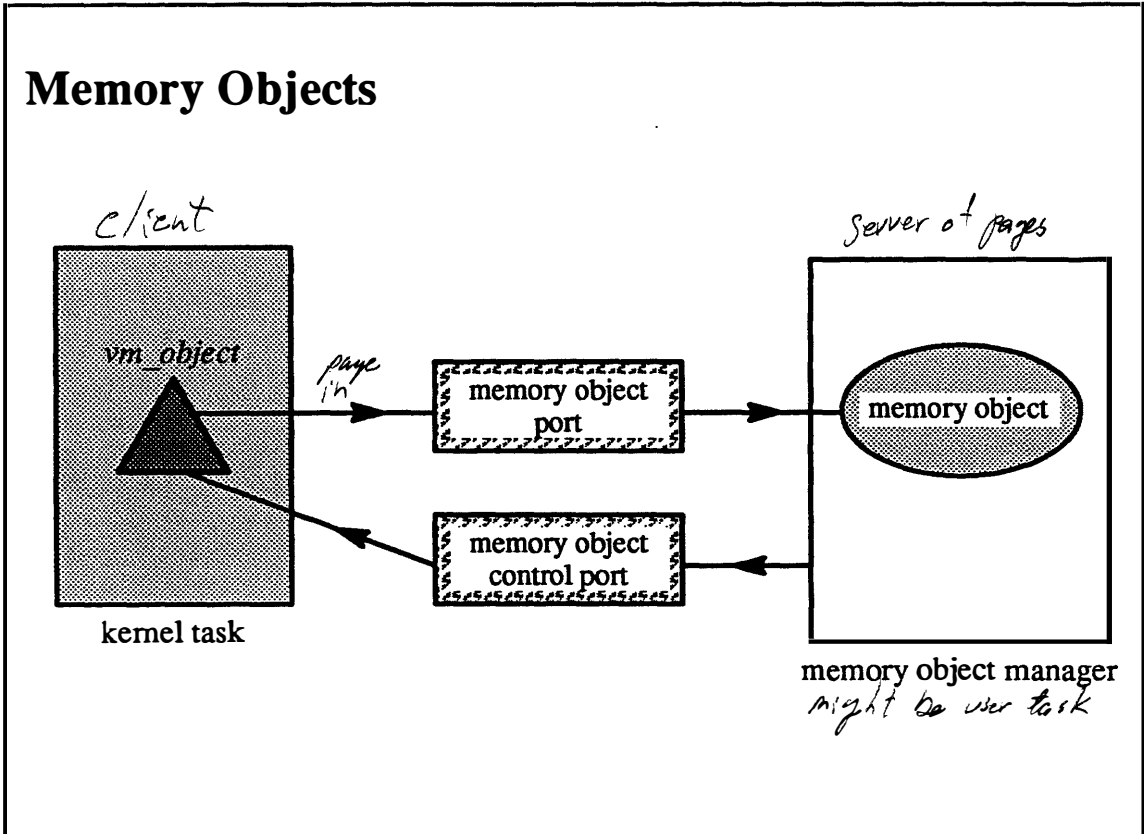 Memory Objects
client
server of pages
vm_object
page
in
memory object
port
memory object
memory object
control port
kernel task
memory object manager
might be user task